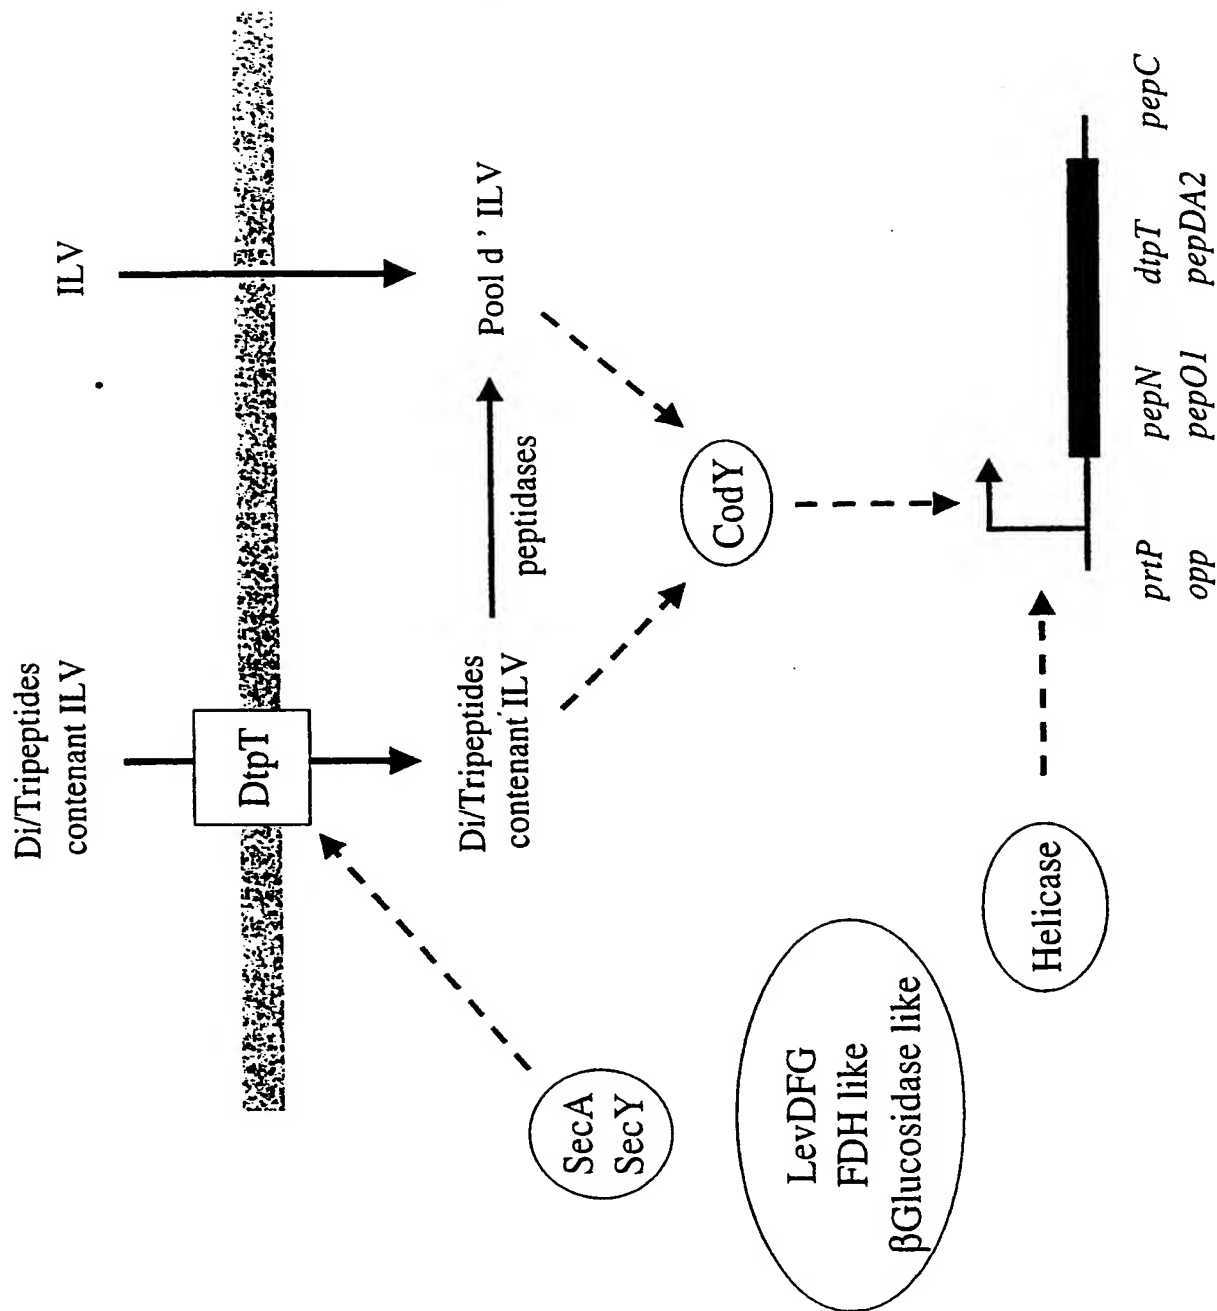 Di/Tripeptides
contenant ILV
ILV
DtpT
Di/Tripeptides
contenant ILV
peptidases
Pool d ' ILV
SecA
SecY
CodY
LevDFG
FDH like
βGlucosidase like
Helicase
prtP pepN dtpT pepC
opp pepO1 pepDA2